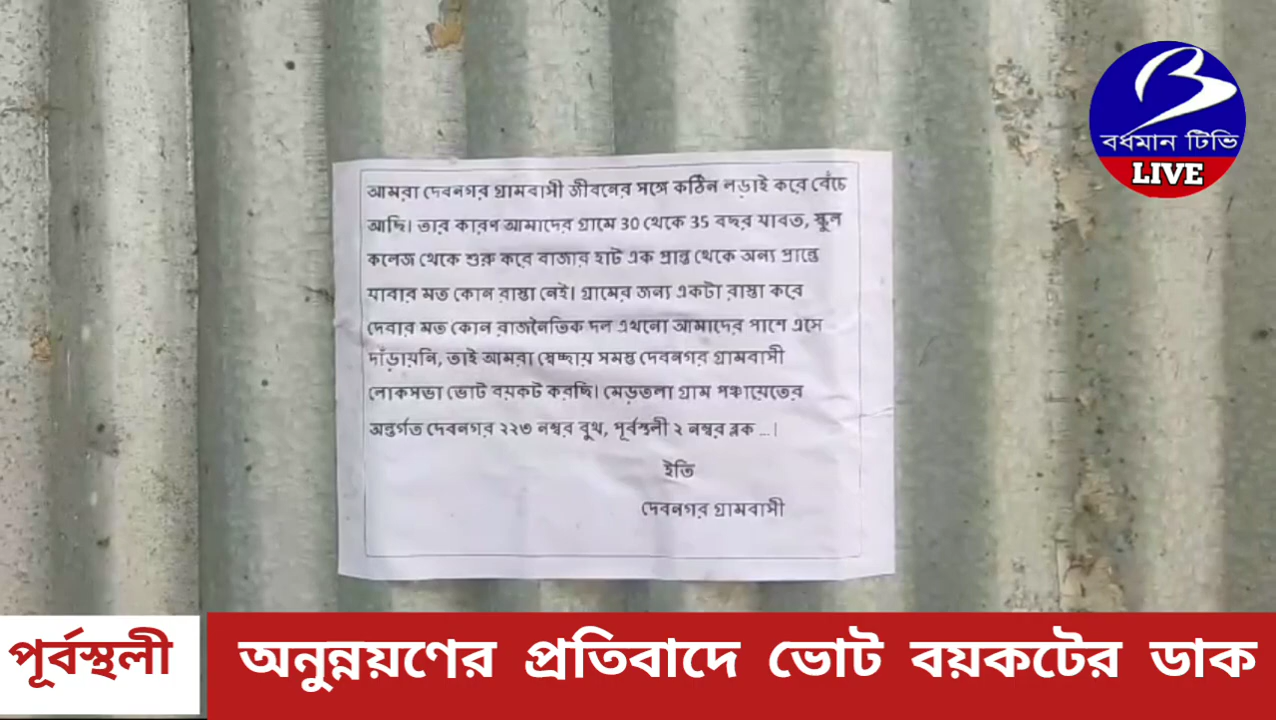 বর্ধমান টিভি
LIVE
আমরা দেবনগর গ্রামবাসী জীবনের সঙ্গে কঠিন লড়াই করে বেঁচে
আছি। তার কারণ আমাদের গ্রামে 30 থেকে 35 বছর যাবত, স্কুল
কলেজ থেকে শুরু করে বাজার হাট এক প্রান্ত থেকে অন্য প্রান্তে
যাবার মত কোন রাস্তা নেই। গ্রামের জন্য একটা রাস্তা করে
দেবার মত কোন রাজনৈতিক দল এখনো আমাদের পাশে এসে
দাঁড়ায়নি, তাই আমরা স্বেচ্ছায় সমস্ত দেবনগর গ্রামবাসী
লোকসভা ভোট বয়কট করছি। মেড়তলা গ্রাম পঞ্চায়েতের
অন্তর্গত দেবনগর ২২৩ নম্বর বুথ, পূর্বস্থলী ২ নম্বর ব্লক ...।
ইতি
দেবনগর গ্রামবাসী
পূর্বস্থলী
অনুন্নয়ণের প্রতিবাদে ভোট বয়কটের ডাক